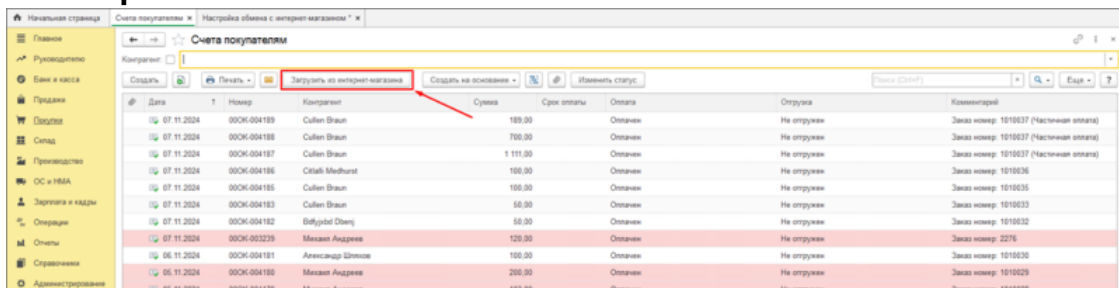 Начальная страница Счета покупателям × Настройка обмена с интернет-магазином * ×
Главное
Руководителю
Банк и касса
Продажи
Покупки
Склад
Производство
ОС и НМА
Зарплата и кадры
Операции
Отчеты
Справочники
Администрирование
Счета покупателям
Контрагент:
Создать Печать Загрузить из интернет-магазина Создать на основании Изменить статус Поиск (Ctrl+F) × Еще ?
Дата Номер Контрагент Сумма Срок оплаты Оплата Отгрузка Комментарий
07.11.2024 00ОК-004189 Cullen Braun 189,00 Оплачен Не отгружен Заказ номер: 1010037 (Частичная оплата)
07.11.2024 00ОК-004188 Cullen Braun 700,00 Оплачен Не отгружен Заказ номер: 1010037 (Частичная оплата)
07.11.2024 00ОК-004187 Cullen Braun 1 111,00 Оплачен Не отгружен Заказ номер: 1010037 (Частичная оплата)
07.11.2024 00ОК-004186 Citlalli Medhurst 100,00 Оплачен Не отгружен Заказ номер: 1010036
07.11.2024 00ОК-004185 Cullen Braun 100,00 Оплачен Не отгружен Заказ номер: 1010035
07.11.2024 00ОК-004183 Cullen Braun 50,00 Оплачен Не отгружен Заказ номер: 1010033
07.11.2024 00ОК-004182 50,00 Оплачен Не отгружен Заказ номер: 1010032
07.11.2024 00ОК-003239 Михаил Андреев 120,00 Оплачен Не отгружен Заказ номер: 2276
06.11.2024 00ОК-004181 Александр Шляхов 100,00 Оплачен Не отгружен Заказ номер: 1010030
05.11.2024 00ОК-004180 Михаил Андреев 200,00 Оплачен Не отгружен Заказ номер: 1010029